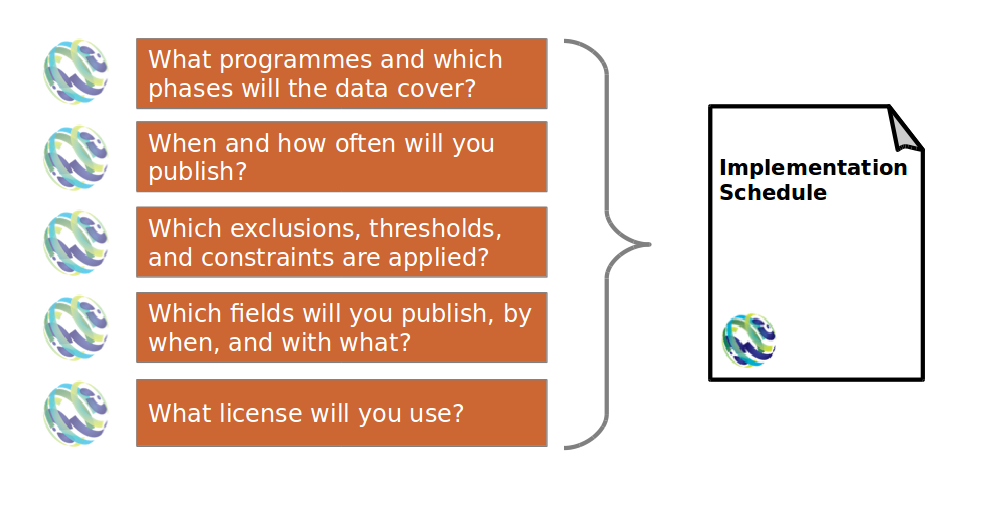 What programmes and which
phases will the data cover?
When and how often will you
publish?
Which exclusions, thresholds,
and constraints are applied?
Which fields will you publish, by
when, and with what?
What license will you use?
Implementation
Schedule